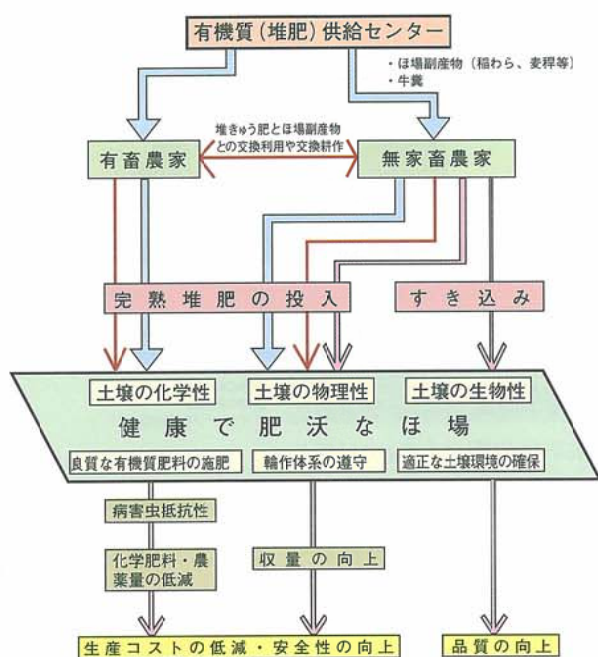 有機質（堆肥）供給センター
・ほ場副産物（稲わら、麦稈等）
・牛糞
堆きゅう肥とほ場副産物
との交換利用や交換耕作
有畜農家
無家畜農家
完熟堆肥の投入
すき込み
土壌の化学性
土壌の物理性
土壌の生物性
健康で肥沃なほ場
良質な有機質肥料の施肥
輪作体系の遵守
適正な土壌環境の確保
病害虫抵抗性
化学肥料・農
薬量の低減
収量の向上
生産コストの低減・安全性の向上
品質の向上